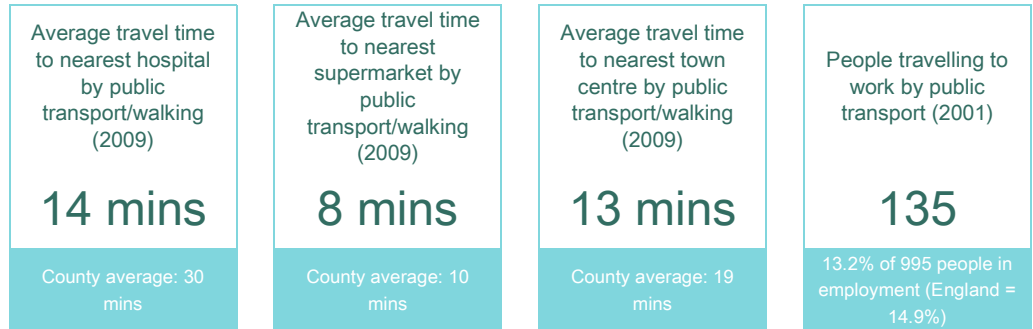 Average travel time
to nearest hospital
by public
transport/walking
(2009)
14 mins
County average: 30
mins
Average travel time
to nearest
supermarket by
public
transport/walking
(2009)
8 mins
County average: 10
mins
Average travel time
to nearest town
centre by public
transport/walking
(2009)
13 mins
County average: 19
mins
People travelling to
work by public
transport (2001)
135
13.2% of 995 people in
employment (England =
14.9%)